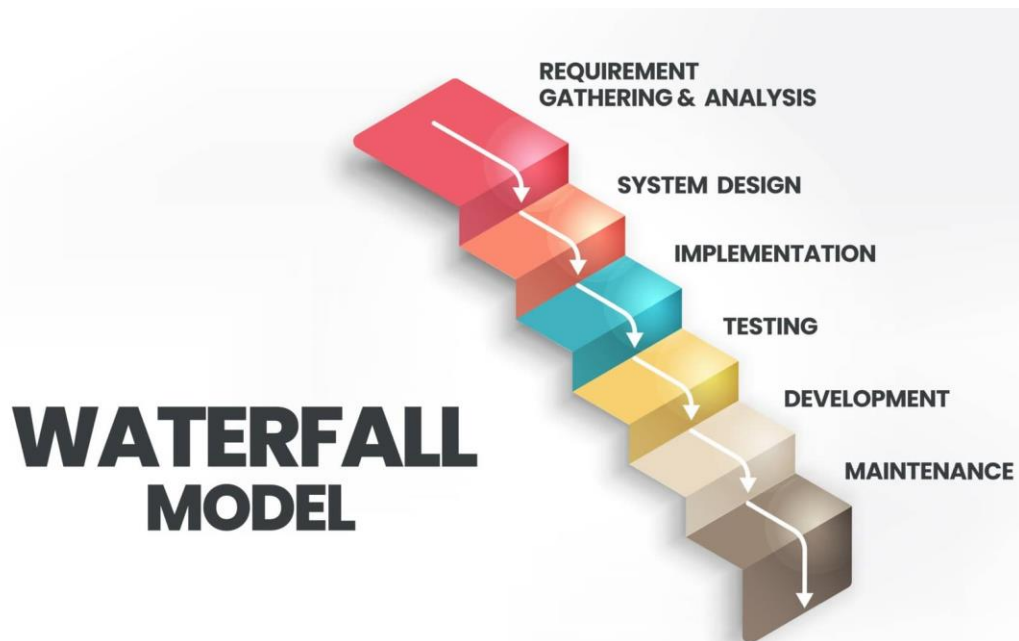 REQUIREMENT
GATHERING & ANALYSIS
SYSTEM DESIGN
IMPLEMENTATION
TESTING
DEVELOPMENT
MAINTENANCE
WATERFALL
MODEL